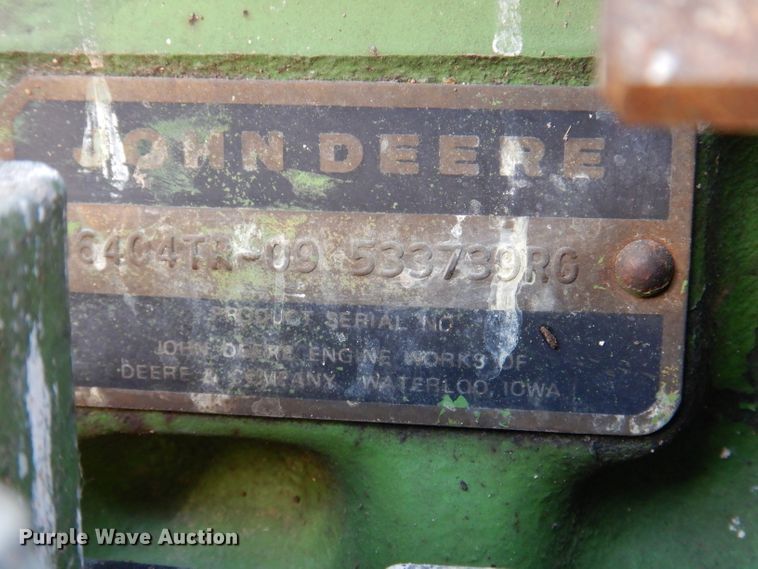 JOHN DEERE
6404TR-09 533739RG
PRODUCT SERIAL NO
JOHN DEERE ENGINE WORKS OF
DEERE & COMPANY WATERLOO, IOWA
Purple Wave Auction